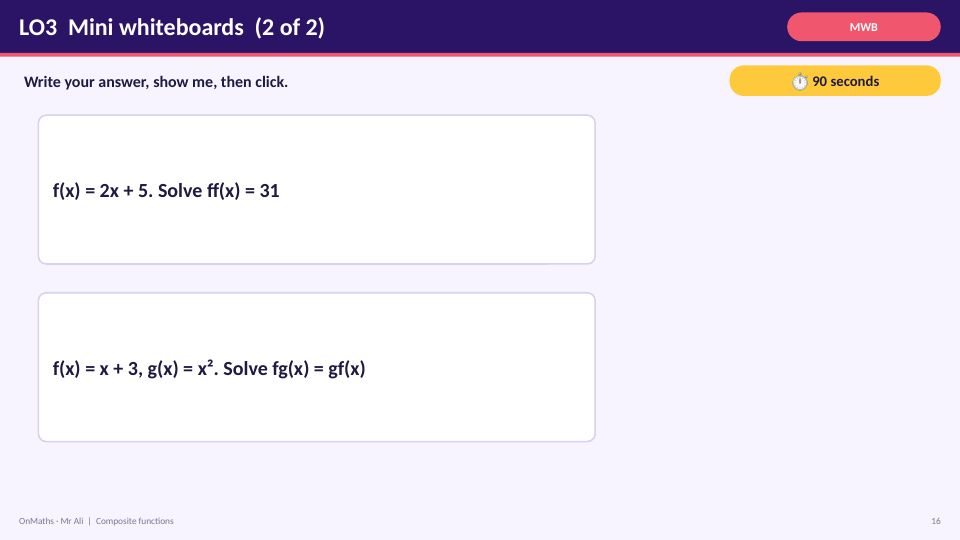 LO3  Mini whiteboards  (2 of 2)
MWB
Write your answer, show me, then click.
⏱ 90 seconds
f(x) = 2x + 5. Solve ff(x) = 31
f(x) = x + 3, g(x) = x². Solve fg(x) = gf(x)
OnMaths - Mr Ali  |  Composite functions
16